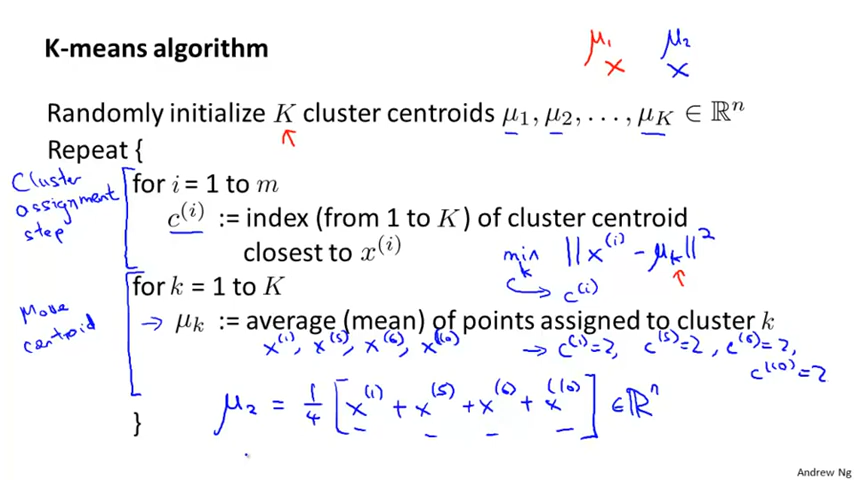 K-means algorithm
μ₁ μ₂
x x
Randomly initialize K cluster centroids μ₁, μ₂, . . . , μ_K ∈ ℝⁿ
Repeat {
Cluster assignment step
for i = 1 to m
c⁽ⁱ⁾ := index (from 1 to K) of cluster centroid
closest to x⁽ⁱ⁾
min k ||x⁽ⁱ⁾ - μ_k||²
→ c⁽ⁱ⁾
Move centroid
for k = 1 to K
→ μ_k := average (mean) of points assigned to cluster k
x⁽¹⁾, x⁽⁵⁾, x⁽⁶⁾, x⁽¹⁰⁾ → c⁽¹⁾=2, c⁽⁵⁾=2, c⁽⁶⁾=2,
c⁽¹⁰⁾=2
μ₂ = 1/4 [x⁽¹⁾ + x⁽⁵⁾ + x⁽⁶⁾ + x⁽¹⁰⁾] ∈ ℝⁿ
}
Andrew Ng